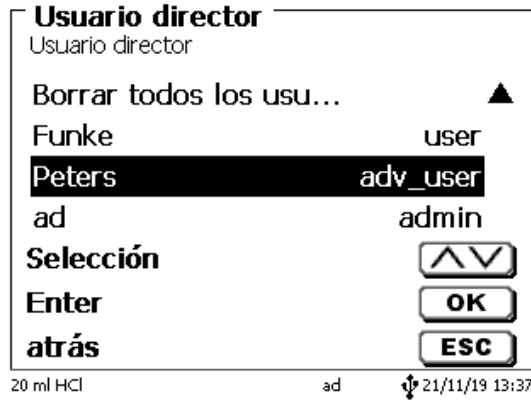 Usuario director
Usuario director
Borrar todos los usu...
Funke user
Peters adv_user
ad admin
Selección
Enter OK
atrás ESC
20 ml HCl ad 21/11/19 13:37